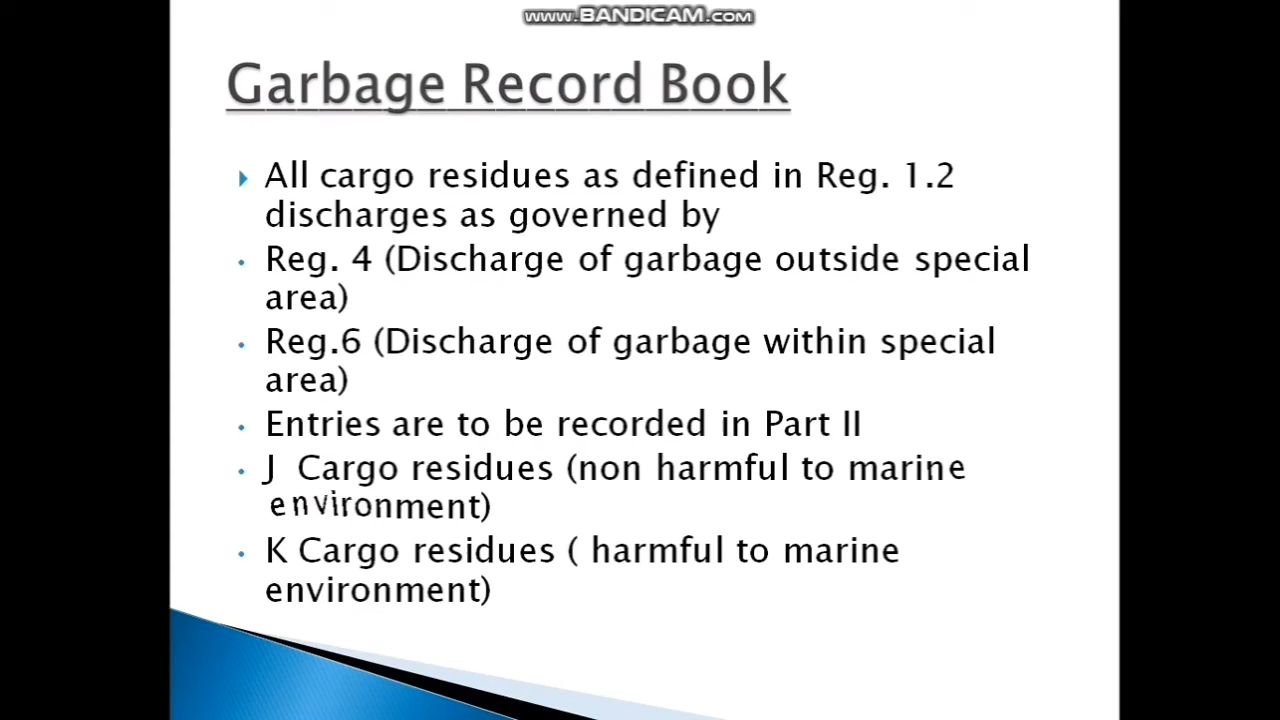 www.BANDICAM.com
Garbage Record Book
All cargo residues as defined in Reg. 1.2
discharges as governed by
Reg. 4 (Discharge of garbage outside special
area)
Reg.6 (Discharge of garbage within special
area)
Entries are to be recorded in Part II
J Cargo residues (non harmful to marine
environment)
K Cargo residues ( harmful to marine
environment)